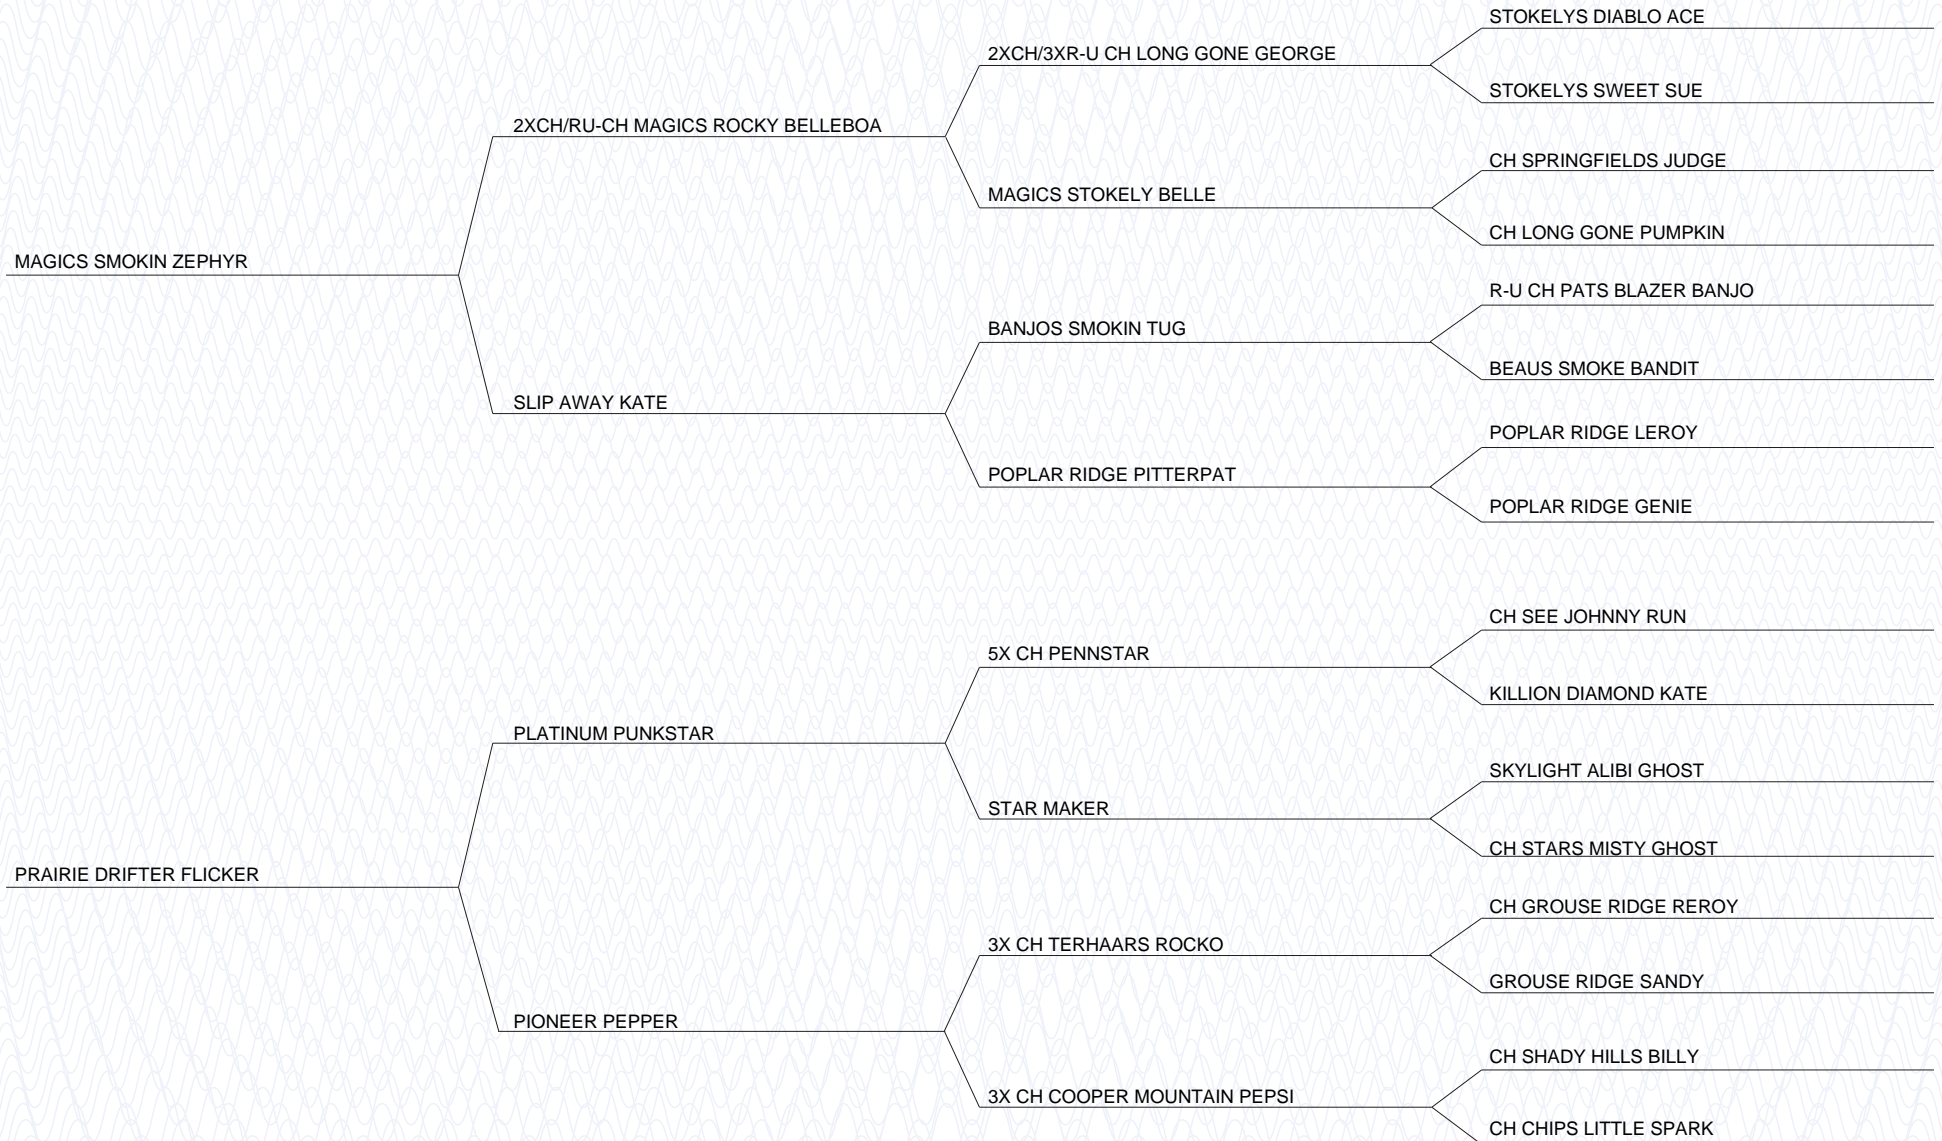 STOKELYS DIABLO ACE
2XCH/3XR-U CH LONG GONE GEORGE
STOKELYS SWEET SUE
2XCH/RU-CH MAGICS ROCKY BELLEBOA
CH SPRINGFIELDS JUDGE
MAGICS STOKELY BELLE
CH LONG GONE PUMPKIN
MAGICS SMOKIN ZEPHYR
R-U CH PATS BLAZER BANJO
BANJOS SMOKIN TUG
BEAUS SMOKE BANDIT
SLIP AWAY KATE
POPLAR RIDGE LEROY
POPLAR RIDGE PITTERPAT
POPLAR RIDGE GENIE
CH SEE JOHNNY RUN
5X CH PENNSTAR
KILLION DIAMOND KATE
PLATINUM PUNKSTAR
SKYLIGHT ALIBI GHOST
STAR MAKER
CH STARS MISTY GHOST
PRAIRIE DRIFTER FLICKER
CH GROUSE RIDGE REROY
3X CH TERHAARS ROCKO
GROUSE RIDGE SANDY
PIONEER PEPPER
CH SHADY HILLS BILLY
3X CH COOPER MOUNTAIN PEPSI
CH CHIPS LITTLE SPARK